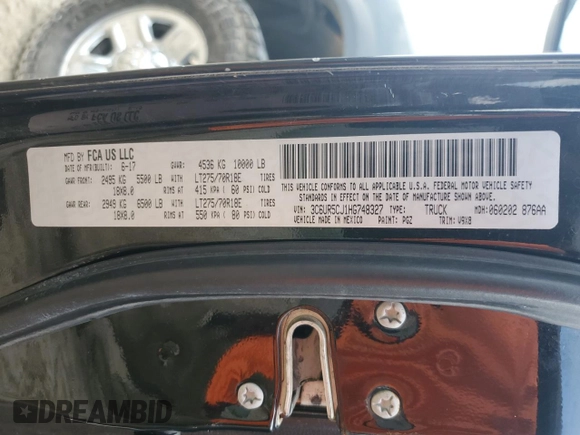 MFD BY FCA US LLC
DATE OF MFR(BUILT): 6-17 GVWR: 4536 KG 10000 LB
GAWR FRONT: 2495 KG 5500 LB WITH LT275/70R18E TIRES
18X8.0 RIMS AT 415 KPA ( 60 PSI) COLD
GAWR REAR: 2949 KG 6500 LB WITH LT275/70R18E TIRES
18X8.0 RIMS AT 550 KPA ( 80 PSI) COLD
THIS VEHICLE CONFORMS TO ALL APPLICABLE U.S.A. FEDERAL MOTOR VEHICLE SAFETY
STANDARDS IN EFFECT ON THE DATE OF MANUFACTURE SHOWN ABOVE.
VIN: 3C6UR5CJ1HG748327 TYPE: TRUCK MDH: 060202 876AA
VEHICLE MADE IN MEXICO PAINT: PGZ TRIM: V9X8
DREAMBID